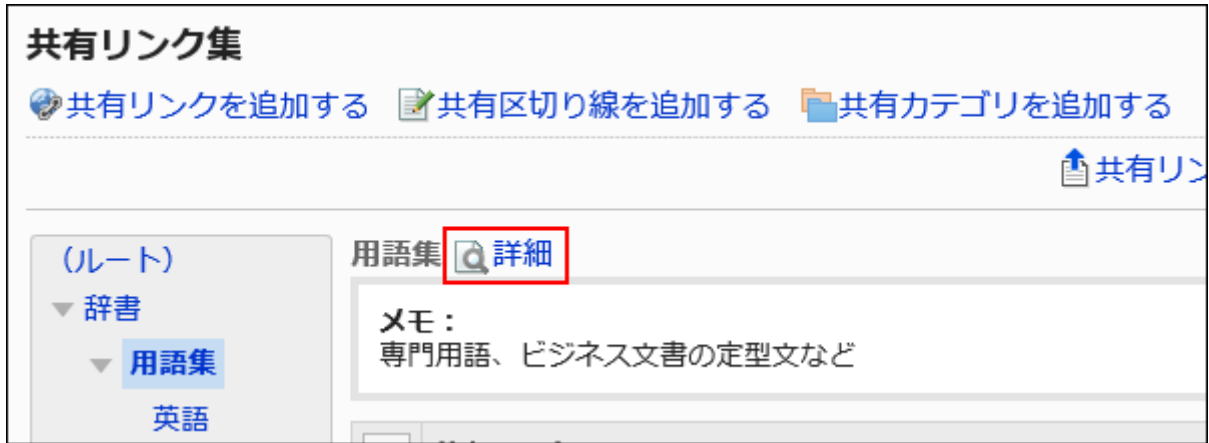 共有リンク集
共有リンクを追加する 共有区切り線を追加する 共有カテゴリを追加する
共有リン
(ルート)
用語集 詳細
辞書
用語集
英語
メモ：
専門用語、ビジネス文書の定型文など